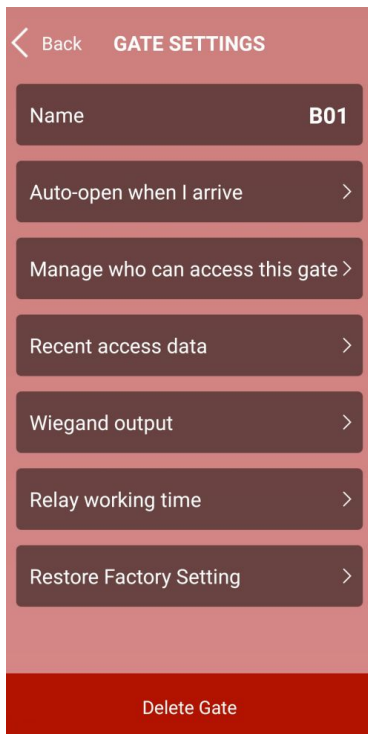 Back GATE SETTINGS
Name B01
Auto-open when I arrive
Manage who can access this gate
Recent access data
Wiegand output
Relay working time
Restore Factory Setting
Delete Gate